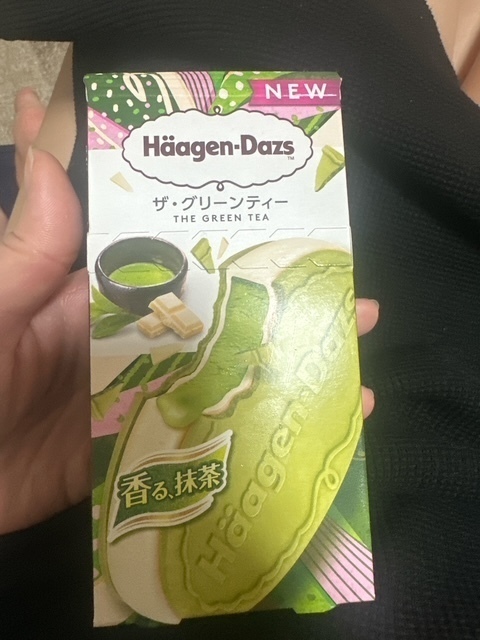 NEW
Häagen-Dazs™
ザ・グリーンティー
THE GREEN TEA
香る、抹茶
Häagen-Dazs